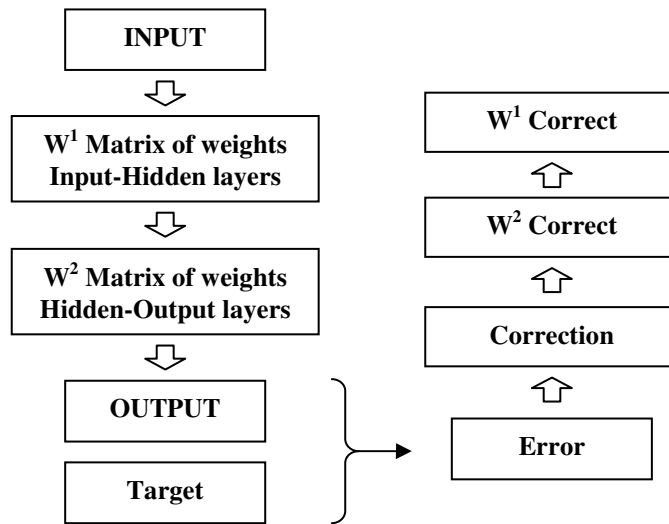 INPUT
W¹ Matrix of weights
Input-Hidden layers
W² Matrix of weights
Hidden-Output layers
OUTPUT
Target
W¹ Correct
W² Correct
Correction
Error